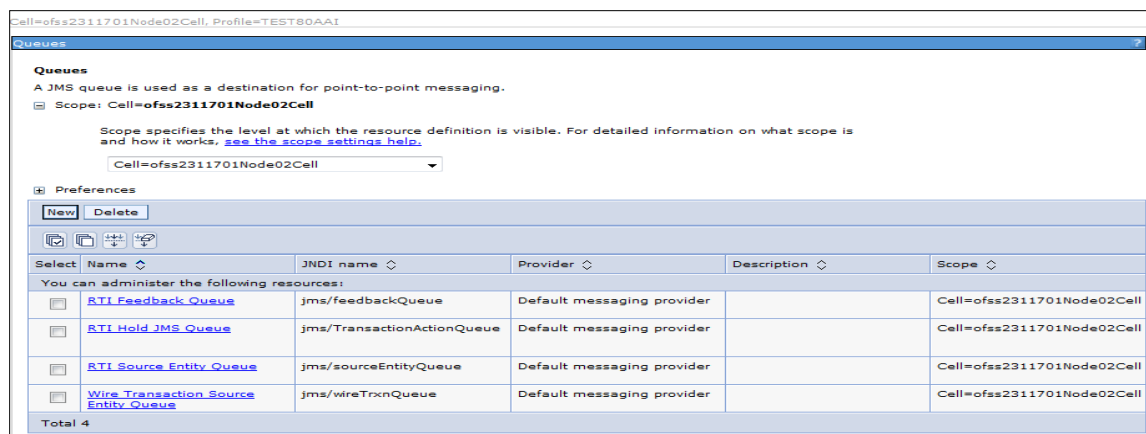 Cell=ofss2311701Node02Cell, Profile=TEST80AAI
Queues ?
Queues
A JMS queue is used as a destination for point-to-point messaging.
Scope: Cell=ofss2311701Node02Cell
Scope specifies the level at which the resource definition is visible. For detailed information on what scope is
and how it works, see the scope settings help.
Cell=ofss2311701Node02Cell
Preferences
New Delete
Select Name JNDI name Provider Description Scope
You can administer the following resources:
RTI Feedback Queue jms/feedbackQueue Default messaging provider Cell=ofss2311701Node02Cell
RTI Hold JMS Queue jms/TransactionActionQueue Default messaging provider Cell=ofss2311701Node02Cell
RTI Source Entity Queue jms/sourceEntityQueue Default messaging provider Cell=ofss2311701Node02Cell
Wire Transaction Source jms/wireTrxnQueue Default messaging provider Cell=ofss2311701Node02Cell
Entity Queue
Total 4